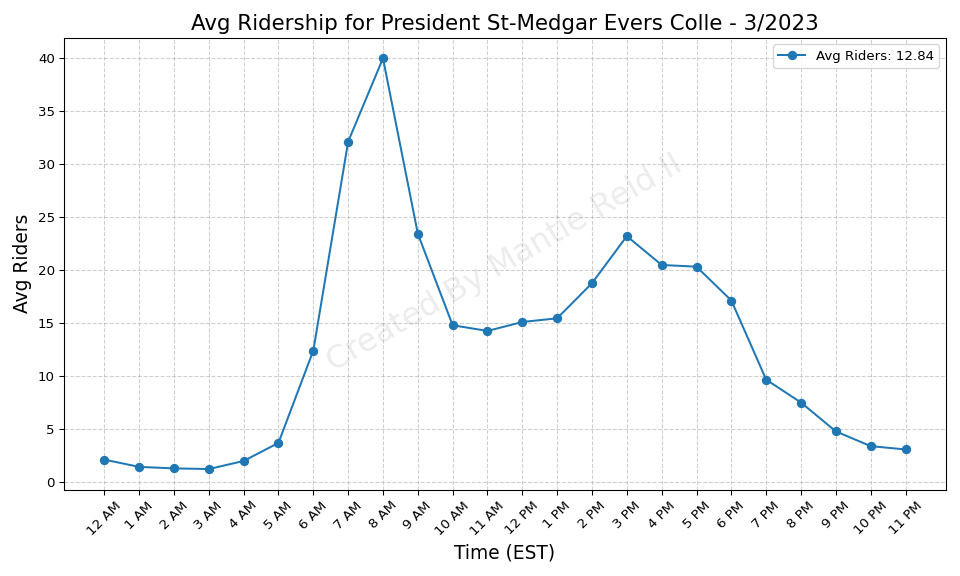 Avg Ridership for President St-Medgar Evers Colle - 3/2023
Avg Riders: 12.84
Avg Riders
40
35
30
25
20
15
10
5
0
Created By Mantie Reid II
12 AM
1 AM
2 AM
3 AM
4 AM
5 AM
6 AM
7 AM
8 AM
9 AM
10 AM
11 AM
12 PM
1 PM
2 PM
3 PM
4 PM
5 PM
6 PM
7 PM
8 PM
9 PM
10 PM
11 PM
Time (EST)